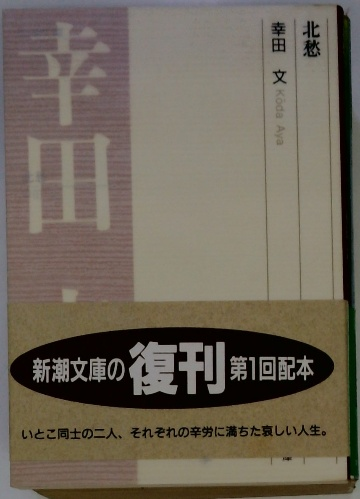 北愁
幸田 文 Kōda Aya
幸田
新潮文庫の復刊第1回配本
いとこ同士の二人、それぞれの辛労に満ちた哀しい人生。